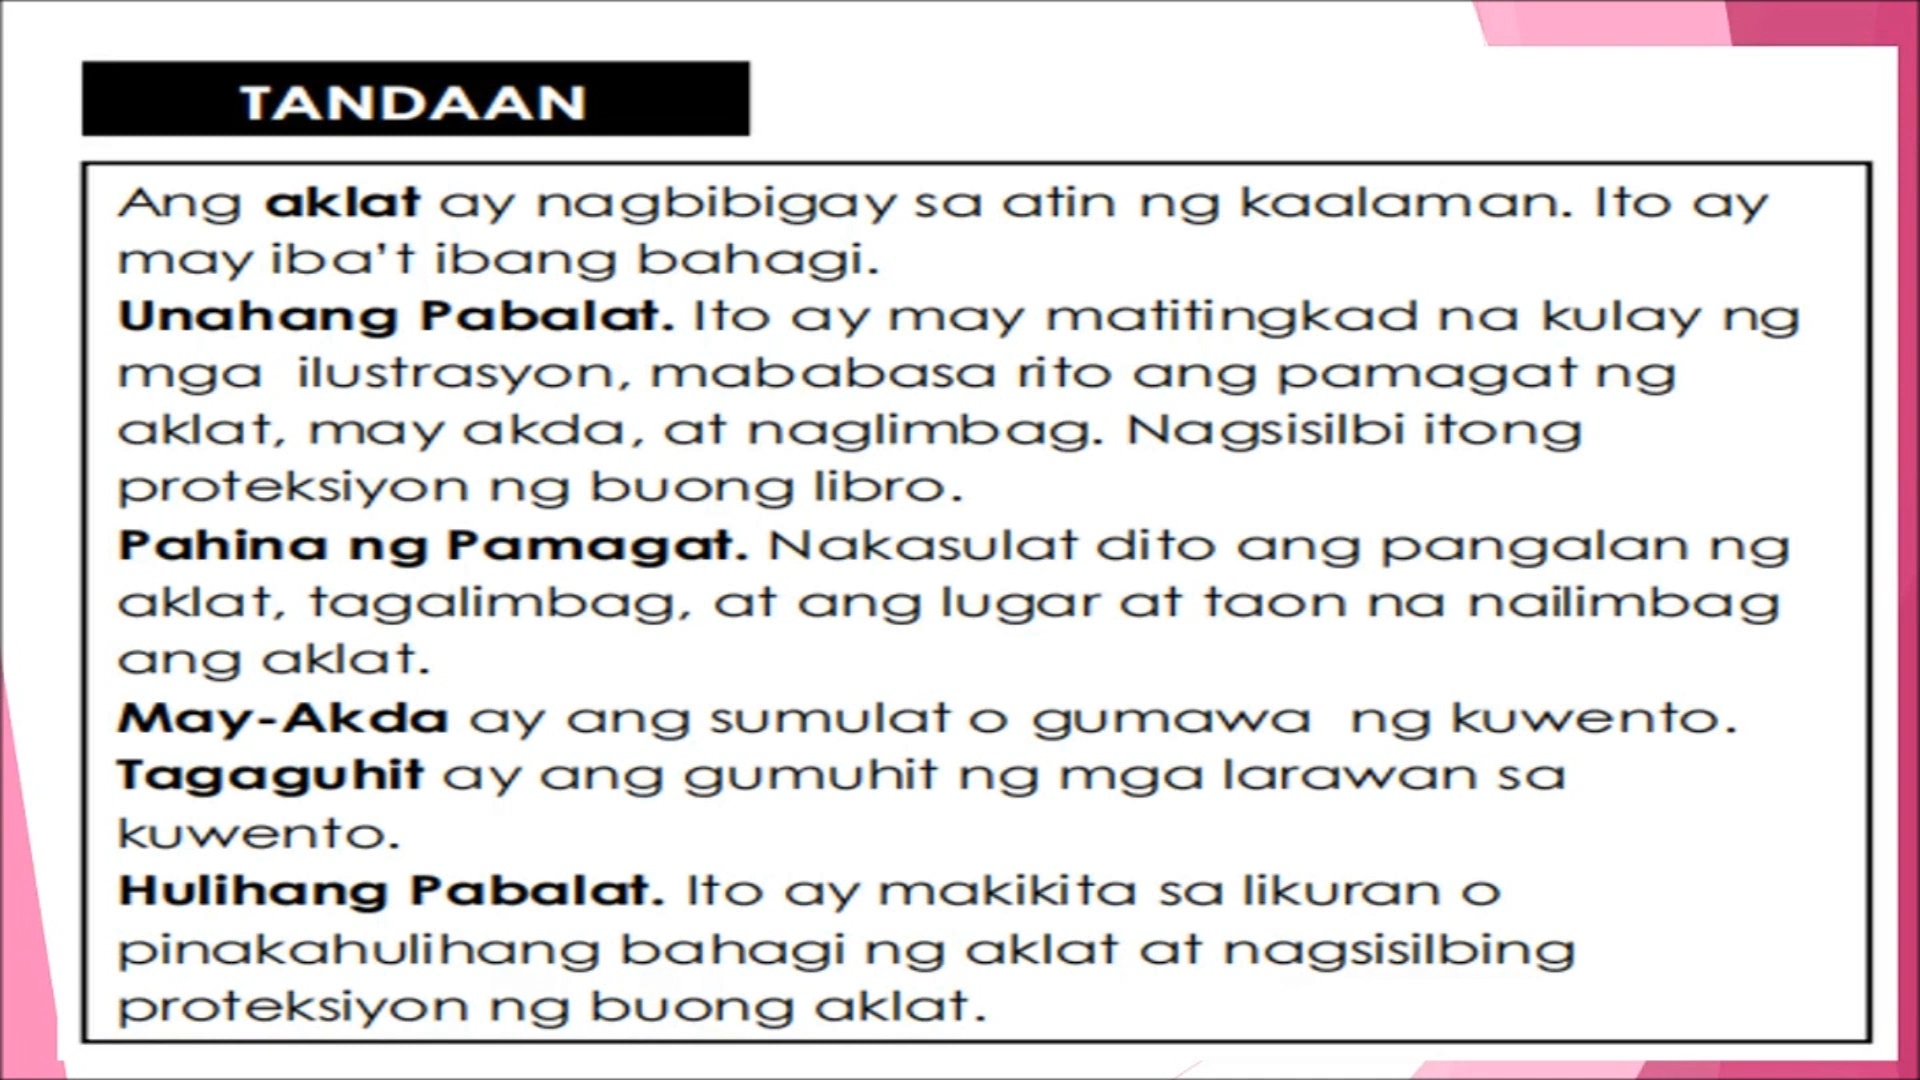 TANDAAN
Ang aklat ay nagbibigay sa atin ng kaalaman. Ito ay
may iba't ibang bahagi.
Unahang Pabalat. Ito ay may matitingkad na kulay ng
mga ilustrasyon, mababasa rito ang pamagat ng
aklat, may akda, at naglimbag. Nagsisilbi itong
proteksiyon ng buong libro.
Pahina ng Pamagat. Nakasulat dito ang pangalan ng
aklat, tagalimbag, at ang lugar at taon na nailimbag
ang aklat.
May-Akda ay ang sumulat o gumawa ng kuwento.
Tagaguhit ay ang gumuhit ng mga larawan sa
kuwento.
Hulihang Pabalat. Ito ay makikita sa likuran o
pinakahulihang bahagi ng aklat at nagsisilbing
proteksiyon ng buong aklat.